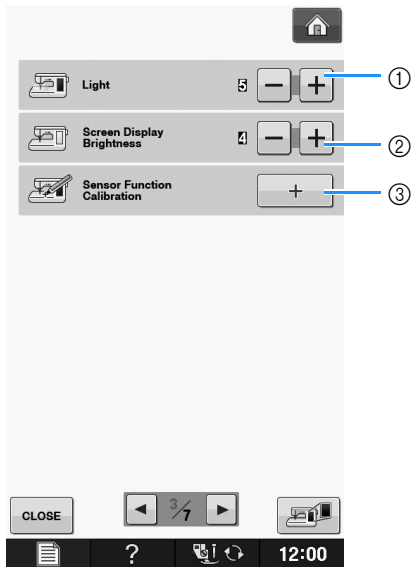 Light 5 − + ①
Screen Display
Brightness 4 − + ②
Sensor Function
Calibration + ③
CLOSE 3/7
? 12:00